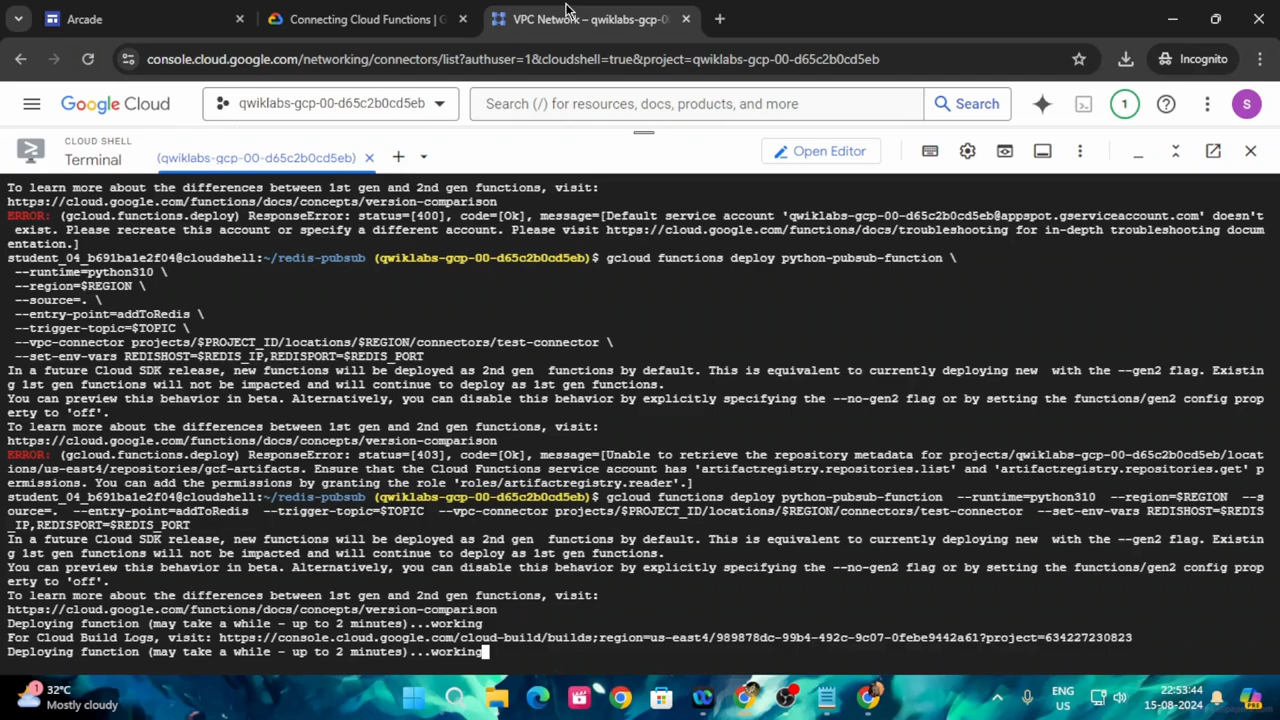 Arcade
Connecting Cloud Functions | G
VPC Network – qwiklabs-gcp-0
console.cloud.google.com/networking/connectors/list?authuser=1&cloudshell=true&project=qwiklabs-gcp-00-d65c2b0cd5eb
Incognito
Google Cloud
qwiklabs-gcp-00-d65c2b0cd5eb
Search (/) for resources, docs, products, and more
Search
1
S
CLOUD SHELL
Terminal
(qwiklabs-gcp-00-d65c2b0cd5eb)
Open Editor
To learn more about the differences between 1st gen and 2nd gen functions, visit:
https://cloud.google.com/functions/docs/concepts/version-comparison
ERROR: (gcloud.functions.deploy) ResponseError: status=[400], code=[Ok], message=[Default service account 'qwiklabs-gcp-00-d65c2b0cd5eb@appspot.gserviceaccount.com' doesn't
exist. Please recreate this account or specify a different account. Please visit https://cloud.google.com/functions/docs/troubleshooting for in-depth troubleshooting docum
entation.]
student_04_b691ba1e2f04@cloudshell:~/redis-pubsub (qwiklabs-gcp-00-d65c2b0cd5eb)$ gcloud functions deploy python-pubsub-function \
--runtime=python310 \
--region=$REGION \
--source=. \
--entry-point=addToRedis \
--trigger-topic=$TOPIC \
--vpc-connector projects/$PROJECT_ID/locations/$REGION/connectors/test-connector \
--set-env-vars REDISHOST=$REDIS_IP,REDISPORT=$REDIS_PORT
In a future Cloud SDK release, new functions will be deployed as 2nd gen  functions by default. This is equivalent to currently deploying new  with the --gen2 flag. Existin
g 1st gen functions will not be impacted and will continue to deploy as 1st gen functions.
You can preview this behavior in beta. Alternatively, you can disable this behavior by explicitly specifying the --no-gen2 flag or by setting the functions/gen2 config prop
erty to 'off'.
To learn more about the differences between 1st gen and 2nd gen functions, visit:
https://cloud.google.com/functions/docs/concepts/version-comparison
ERROR: (gcloud.functions.deploy) ResponseError: status=[403], code=[Ok], message=[Unable to retrieve the repository metadata for projects/qwiklabs-gcp-00-d65c2b0cd5eb/locat
ions/us-east4/repositories/gcf-artifacts. Ensure that the Cloud Functions service account has 'artifactregistry.repositories.list' and 'artifactregistry.repositories.get' p
ermissions. You can add the permissions by granting the role 'roles/artifactregistry.reader'.]
student_04_b691ba1e2f04@cloudshell:~/redis-pubsub (qwiklabs-gcp-00-d65c2b0cd5eb)$ gcloud functions deploy python-pubsub-function  --runtime=python310  --region=$REGION  --s
ource=.  --entry-point=addToRedis  --trigger-topic=$TOPIC  --vpc-connector projects/$PROJECT_ID/locations/$REGION/connectors/test-connector  --set-env-vars REDISHOST=$REDIS
_IP,REDISPORT=$REDIS_PORT
In a future Cloud SDK release, new functions will be deployed as 2nd gen  functions by default. This is equivalent to currently deploying new  with the --gen2 flag. Existin
g 1st gen functions will not be impacted and will continue to deploy as 1st gen functions.
You can preview this behavior in beta. Alternatively, you can disable this behavior by explicitly specifying the --no-gen2 flag or by setting the functions/gen2 config prop
erty to 'off'.
To learn more about the differences between 1st gen and 2nd gen functions, visit:
https://cloud.google.com/functions/docs/concepts/version-comparison
Deploying function (may take a while - up to 2 minutes)...working
For Cloud Build Logs, visit: https://console.cloud.google.com/cloud-build/builds;region=us-east4/989878dc-99b4-492c-9c07-0febe9442a61?project=634227230823
Deploying function (may take a while - up to 2 minutes)...working
1
32°C
Mostly cloudy
ENG
US
22:53:44
15-08-2024
PRE